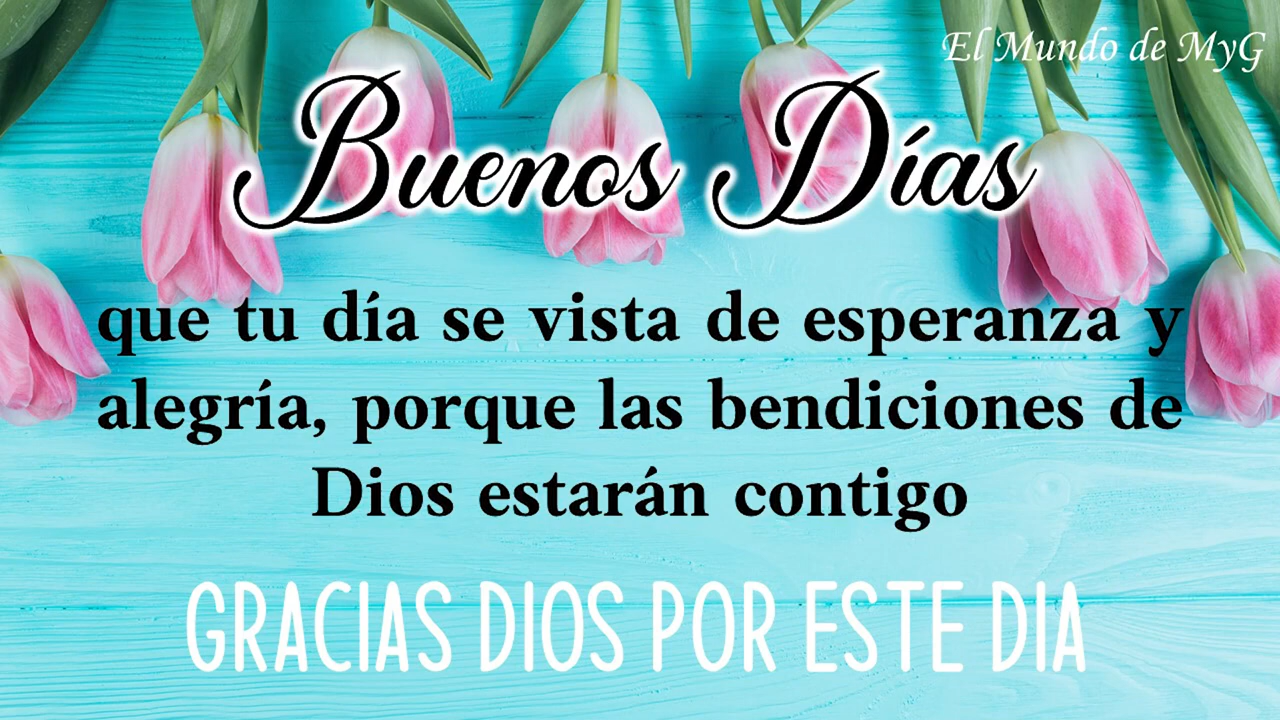 El Mundo de MyG
Buenos Días
que tu día se vista de esperanza y
alegría, porque las bendiciones de
Dios estarán contigo
GRACIAS DIOS POR ESTE DIA